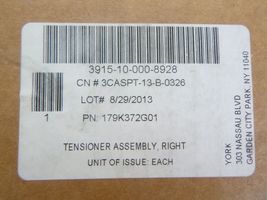 3915-10-000-8928
CN # 3CASPT-13-B-0326
LOT# 8/29/2013
1
PN: 179K372G01
TENSIONER ASSEMBLY, RIGHT
UNIT OF ISSUE: EACH
YORK
303 NASSAU BLVD
GARDEN CITY PARK, NY 11040